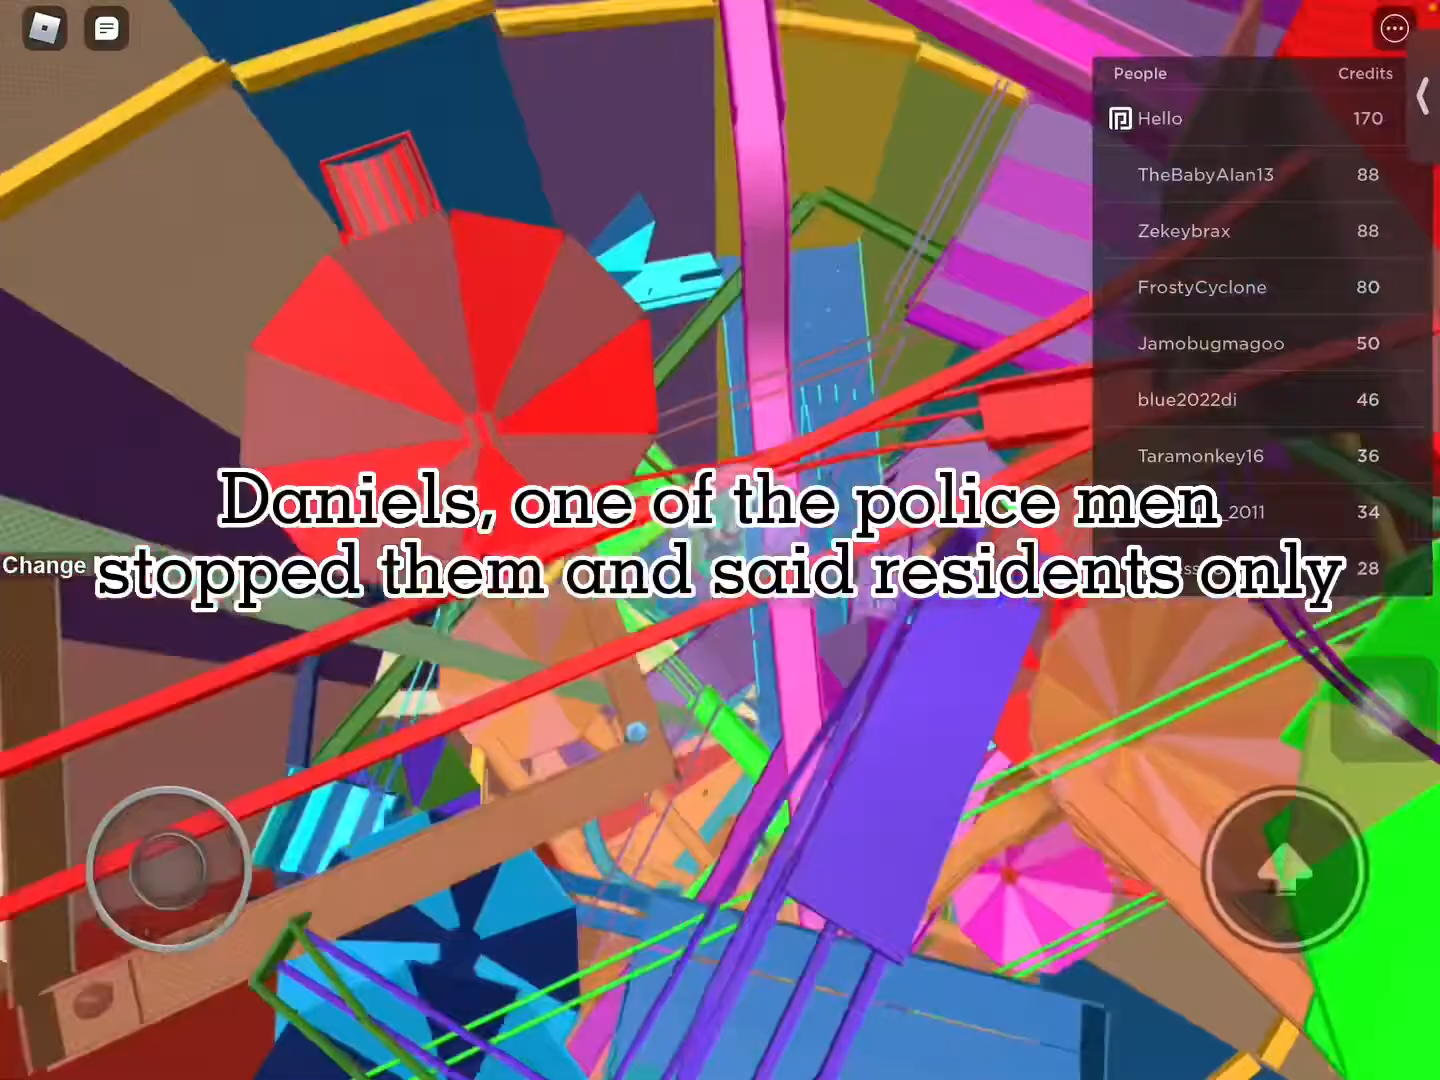 People Credits
Hello 170
TheBabyAlan13 88
Zekeybrax 88
FrostyCyclone 80
Jamobugmagoo 50
blue2022di 46
Taramonkey16 36
_2011 34
28
Daniels, one of the police men
stopped them and said residents only
Change